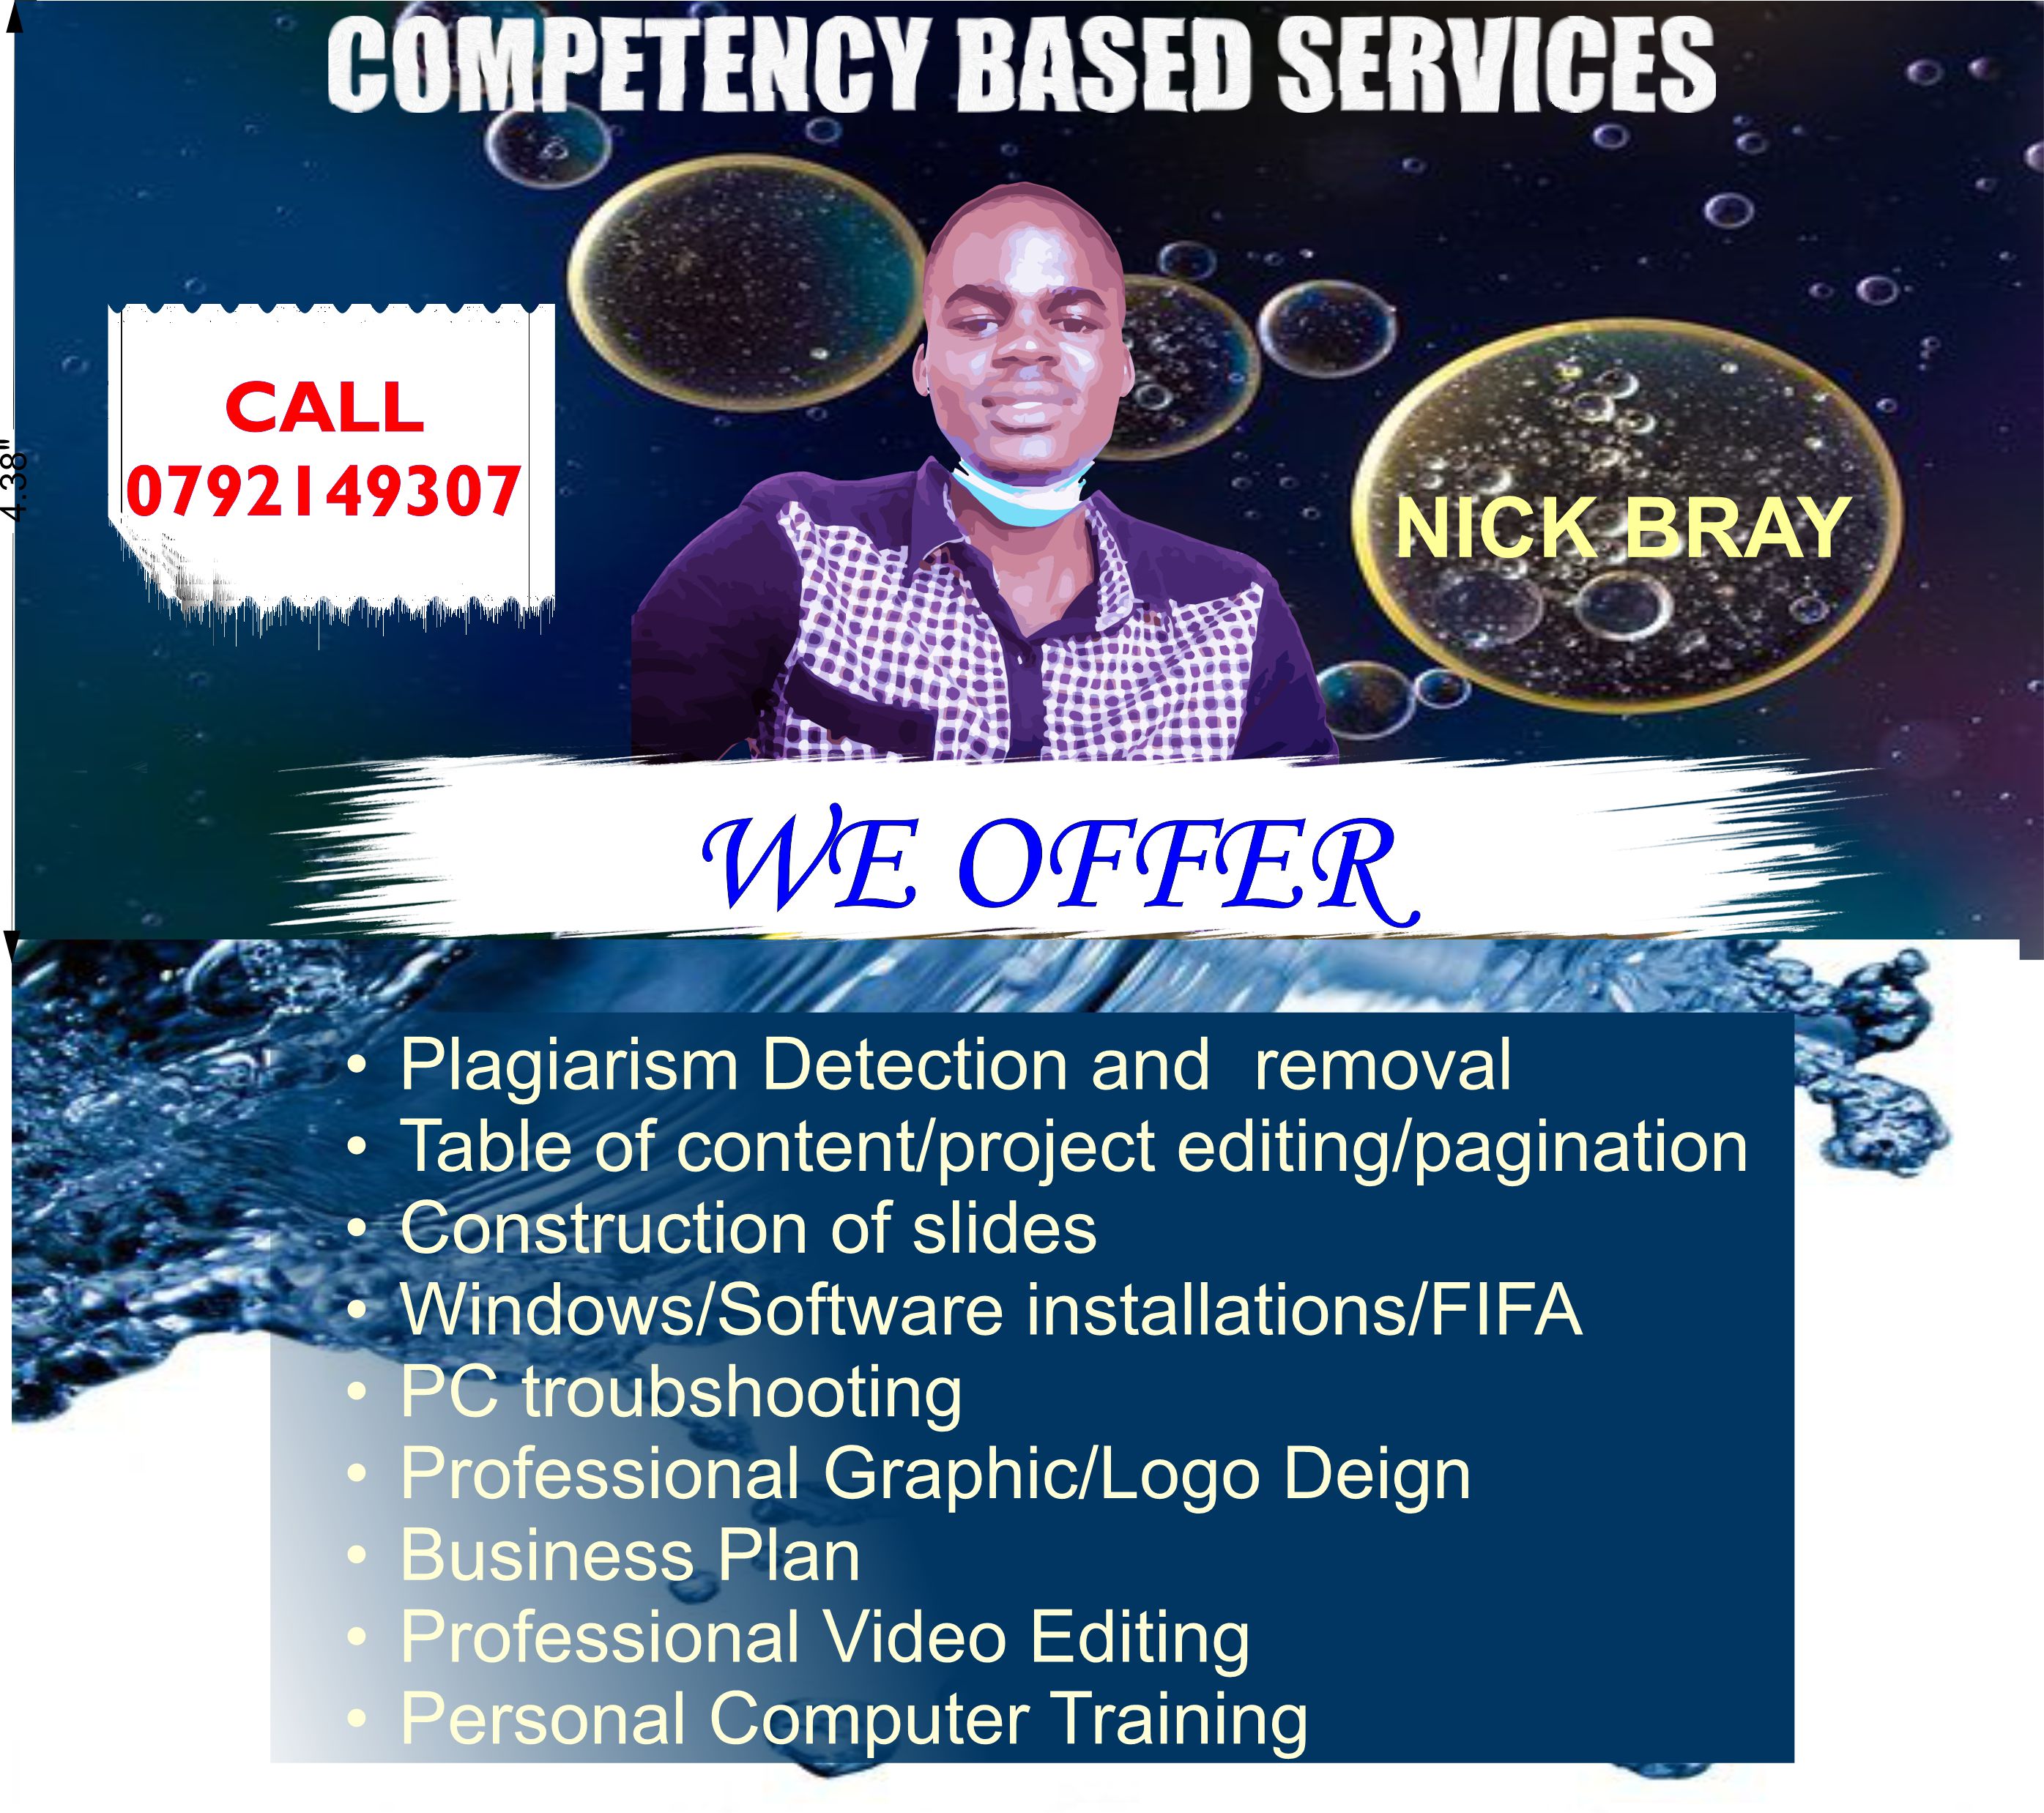 COMPETENCY BASED SERVICES
4.38"
CALL
0792149307
NICK BRAY
WE OFFER
• Plagiarism Detection and  removal
• Table of content/project editing/pagination
• Construction of slides
• Windows/Software installations/FIFA
• PC troubshooting
• Professional Graphic/Logo Deign
• Business Plan
• Professional Video Editing
• Personal Computer Training